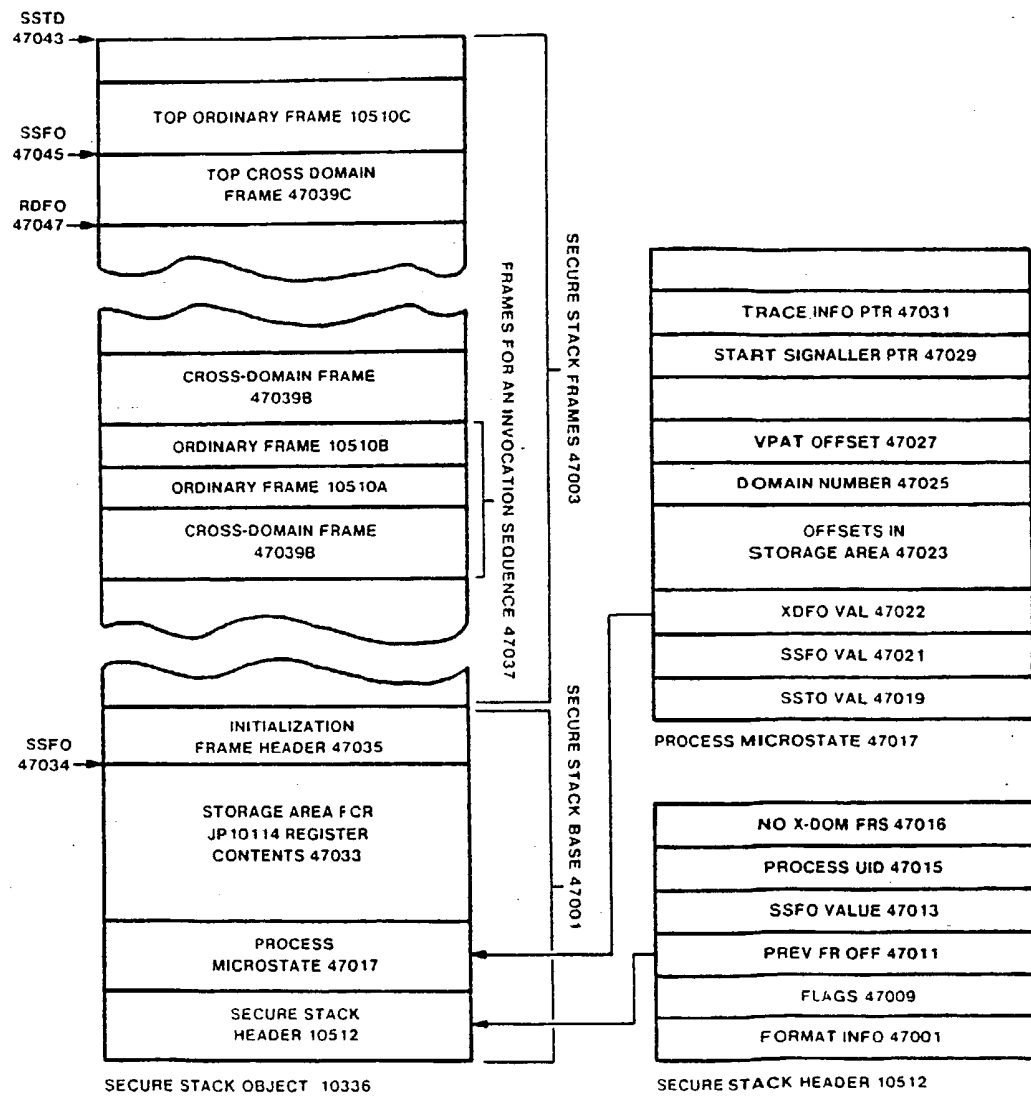 SSTD
47043
TOP ORDINARY FRAME 10510C
SSFO
47045
TOP CROSS DOMAIN
FRAME 47039C
RDFO
47047
CROSS-DOMAIN FRAME
47039B
ORDINARY FRAME 10510B
ORDINARY FRAME 10510A
CROSS-DOMAIN FRAME
47039B
FRAMES FOR AN INVOCATION SEQUENCE 47037
SECURE STACK FRAMES 47003
INITIALIZATION
FRAME HEADER 47035
SSFO
47034
STORAGE AREA FCR
JP10114 REGISTER
CONTENTS 47033
PROCESS
MICROSTATE 47017
SECURE STACK
HEADER 10512
SECURE STACK BASE 47001
SECURE STACK OBJECT 10336
TRACE INFO PTR 47031
START SIGNALLER PTR 47029
VPAT OFFSET 47027
DOMAIN NUMBER 47025
OFFSETS IN
STORAGE AREA 47023
XDFO VAL 47022
SSFO VAL 47021
SSTO VAL 47019
PROCESS MICROSTATE 47017
NO X-DOM FRS 47016
PROCESS UID 47015
SSFO VALUE 47013
PREV FR OFF 47011
FLAGS 47009
FORMAT INFO 47001
SECURE STACK HEADER 10512